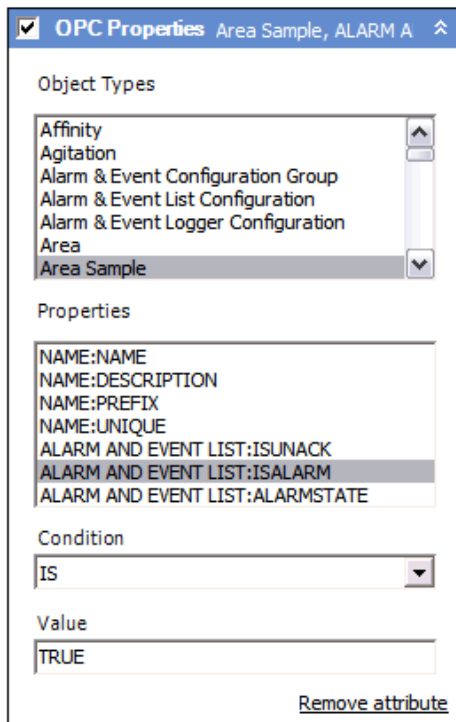 OPC Properties Area Sample, ALARM A
Object Types
Affinity
Agitation
Alarm & Event Configuration Group
Alarm & Event List Configuration
Alarm & Event Logger Configuration
Area
Area Sample
Properties
NAME:NAME
NAME:DESCRIPTION
NAME:PREFIX
NAME:UNIQUE
ALARM AND EVENT LIST:ISUNACK
ALARM AND EVENT LIST:ISALARM
ALARM AND EVENT LIST:ALARMSTATE
Condition
IS
Value
TRUE
Remove attribute